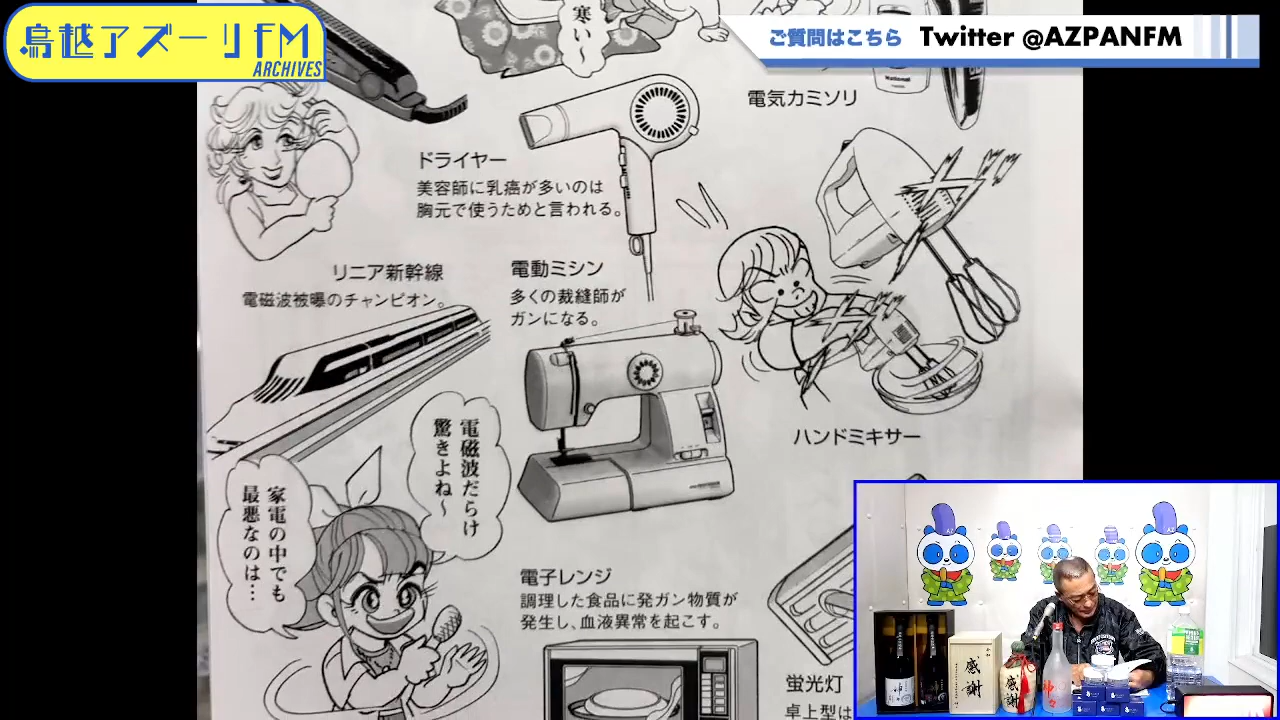 鳥越アズーリFM
ARCHIVES
ご質問はこちら Twitter @AZPANFM
寒い〜
National
電気カミソリ
ドライヤー
美容師に乳癌が多いのは
胸元で使うためと言われる。
リニア新幹線
電磁波被曝のチャンピオン。
電動ミシン
多くの裁縫師が
ガンになる。
ハンドミキサー
電磁波だらけ
驚きよね〜
家電の中でも
最悪なのは…
電子レンジ
調理した食品に発ガン物質が
発生し、血液異常を起こす。
蛍光灯
卓上型は
感謝
感謝